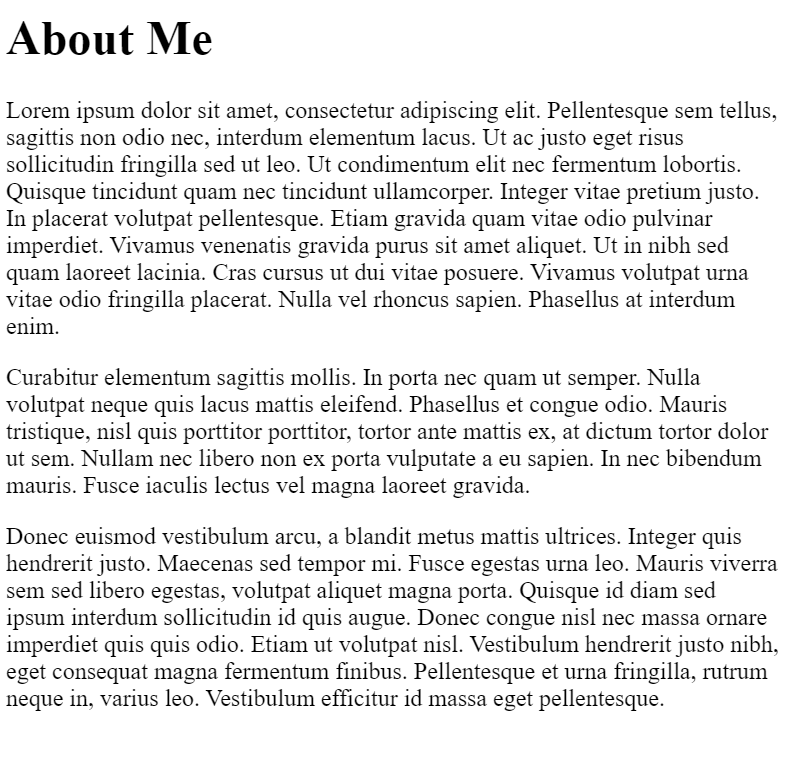 About Me
Lorem ipsum dolor sit amet, consectetur adipiscing elit. Pellentesque sem tellus,
sagittis non odio nec, interdum elementum lacus. Ut ac justo eget risus
sollicitudin fringilla sed ut leo. Ut condimentum elit nec fermentum lobortis.
Quisque tincidunt quam nec tincidunt ullamcorper. Integer vitae pretium justo.
In placerat volutpat pellentesque. Etiam gravida quam vitae odio pulvinar
imperdiet. Vivamus venenatis gravida purus sit amet aliquet. Ut in nibh sed
quam laoreet lacinia. Cras cursus ut dui vitae posuere. Vivamus volutpat urna
vitae odio fringilla placerat. Nulla vel rhoncus sapien. Phasellus at interdum
enim.
Curabitur elementum sagittis mollis. In porta nec quam ut semper. Nulla
volutpat neque quis lacus mattis eleifend. Phasellus et congue odio. Mauris
tristique, nisl quis porttitor porttitor, tortor ante mattis ex, at dictum tortor dolor
ut sem. Nullam nec libero non ex porta vulputate a eu sapien. In nec bibendum
mauris. Fusce iaculis lectus vel magna laoreet gravida.
Donec euismod vestibulum arcu, a blandit metus mattis ultrices. Integer quis
hendrerit justo. Maecenas sed tempor mi. Fusce egestas urna leo. Mauris viverra
sem sed libero egestas, volutpat aliquet magna porta. Quisque id diam sed
ipsum interdum sollicitudin id quis augue. Donec congue nisl nec massa ornare
imperdiet quis quis odio. Etiam ut volutpat nisl. Vestibulum hendrerit justo nibh,
eget consequat magna fermentum finibus. Pellentesque et urna fringilla, rutrum
neque in, varius leo. Vestibulum efficitur id massa eget pellentesque.